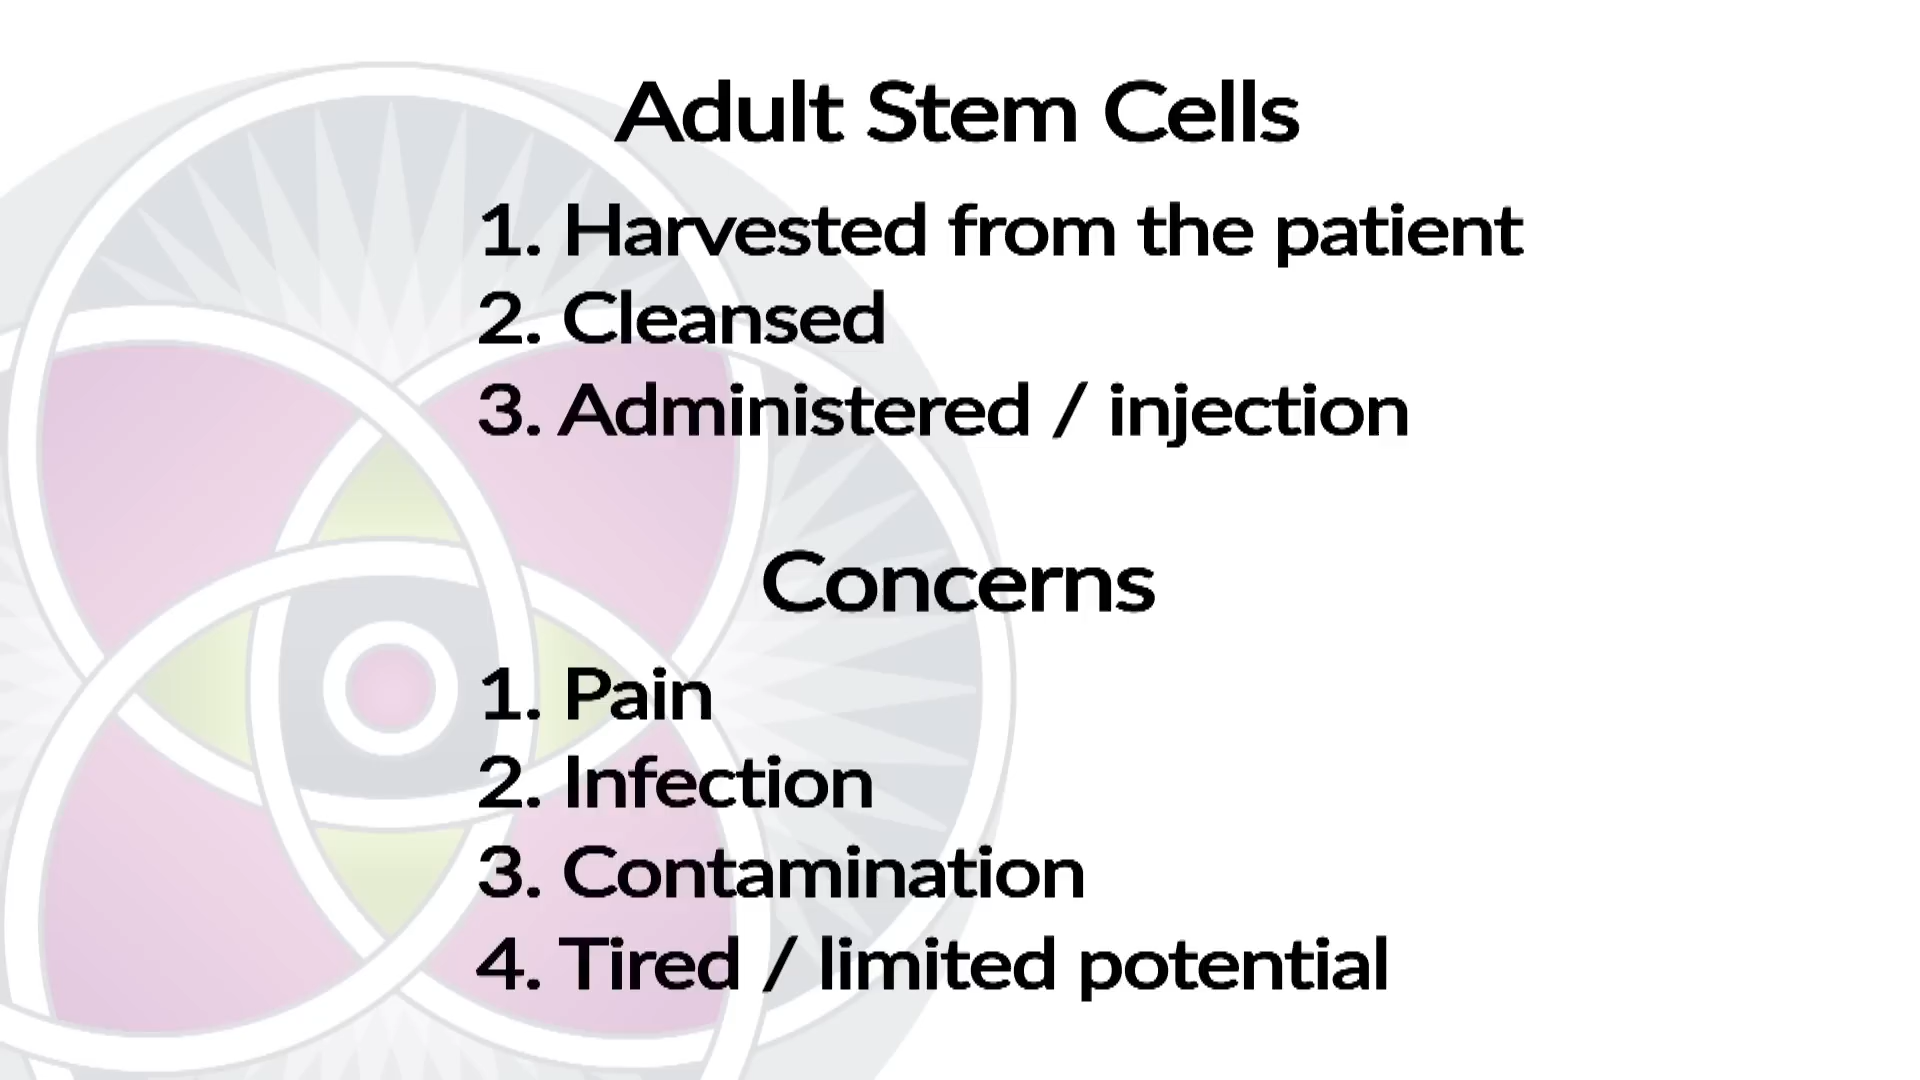 Adult Stem Cells
1. Harvested from the patient
2. Cleansed
3. Administered / injection
Concerns
1. Pain
2. Infection
3. Contamination
4. Tired / limited potential